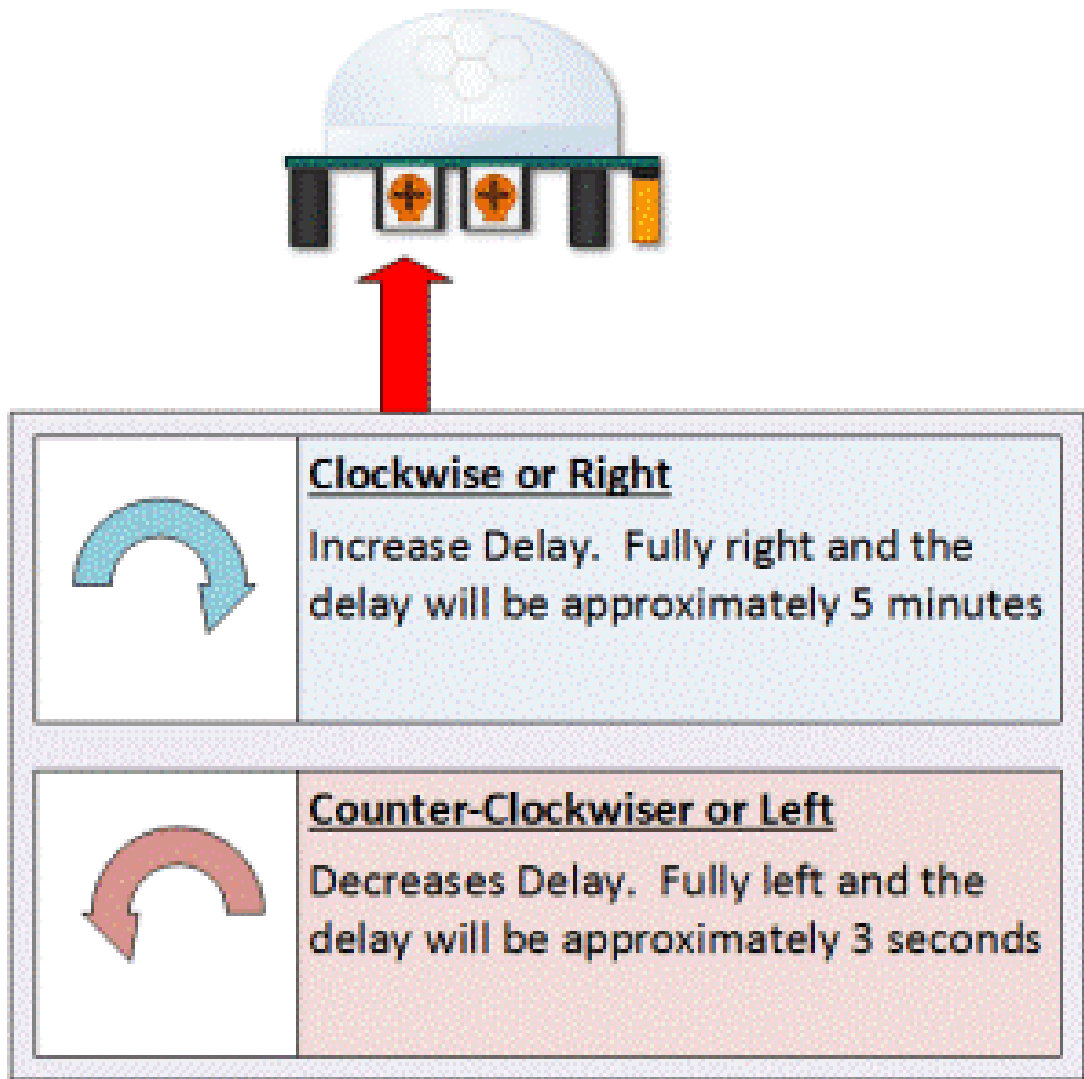 Clockwise or Right
Increase Delay.  Fully right and the
delay will be approximately 5 minutes
Counter-Clockwiser or Left
Decreases Delay.  Fully left and the
delay will be approximately 3 seconds